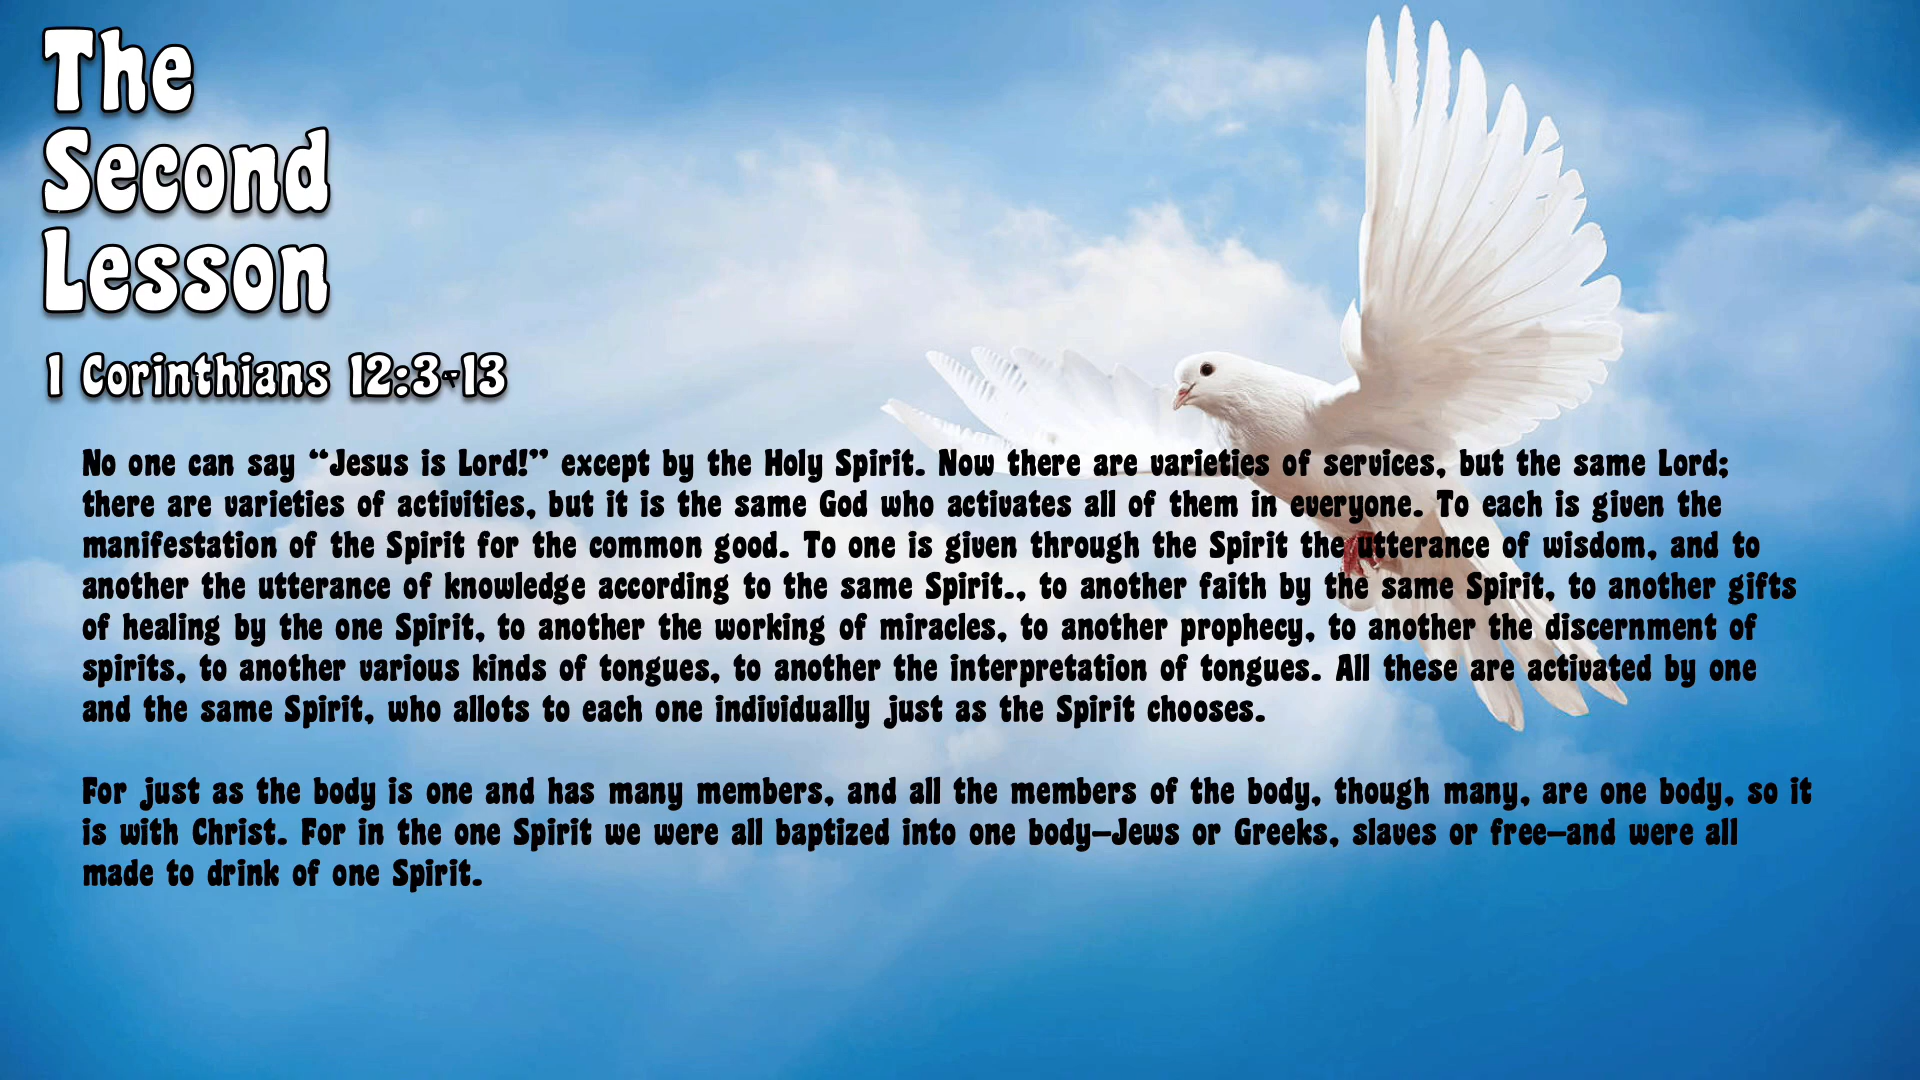 The
Second
Lesson
1 Corinthians 12:3-13
No one can say “Jesus is Lord!” except by the Holy Spirit. Now there are varieties of services, but the same Lord;
there are varieties of activities, but it is the same God who activates all of them in everyone. To each is given the
manifestation of the Spirit for the common good. To one is given through the Spirit the utterance of wisdom, and to
another the utterance of knowledge according to the same Spirit., to another faith by the same Spirit, to another gifts
of healing by the one Spirit, to another the working of miracles, to another prophecy, to another the discernment of
spirits, to another various kinds of tongues, to another the interpretation of tongues. All these are activated by one
and the same Spirit, who allots to each one individually just as the Spirit chooses.
For just as the body is one and has many members, and all the members of the body, though many, are one body, so it
is with Christ. For in the one Spirit we were all baptized into one body—Jews or Greeks, slaves or free—and were all
made to drink of one Spirit.